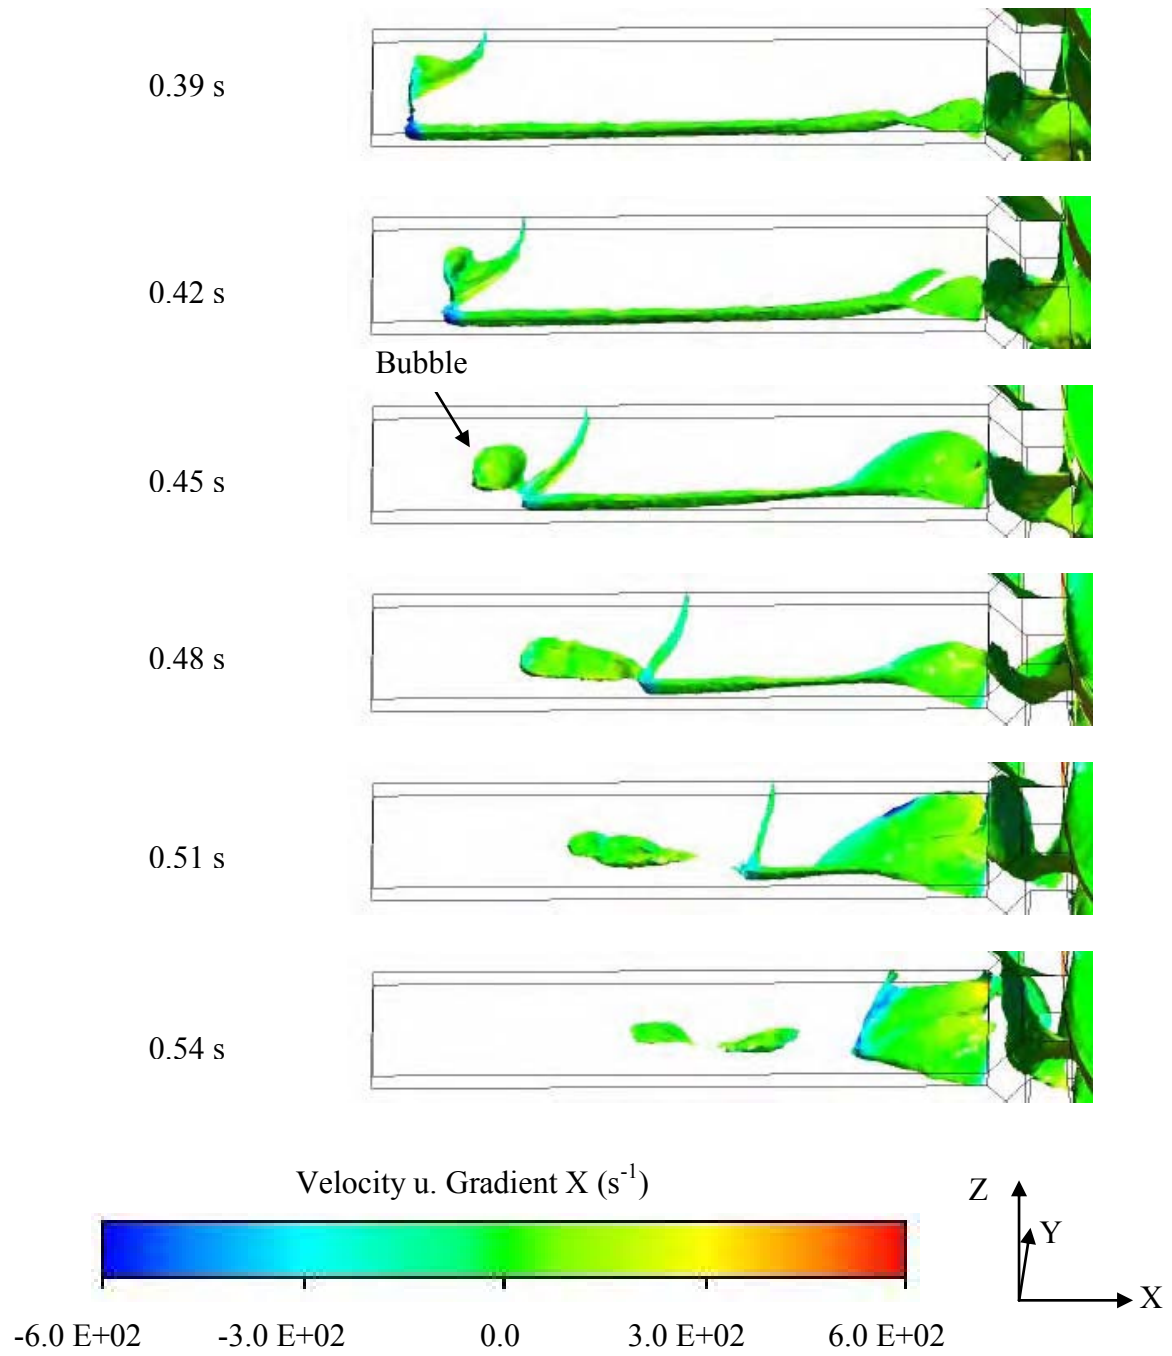 0.39 s
0.42 s
Bubble
0.45 s
0.48 s
0.51 s
0.54 s
Velocity u. Gradient X (s⁻¹)
-6.0 E+02 -3.0 E+02 0.0 3.0 E+02 6.0 E+02
Z
Y
X